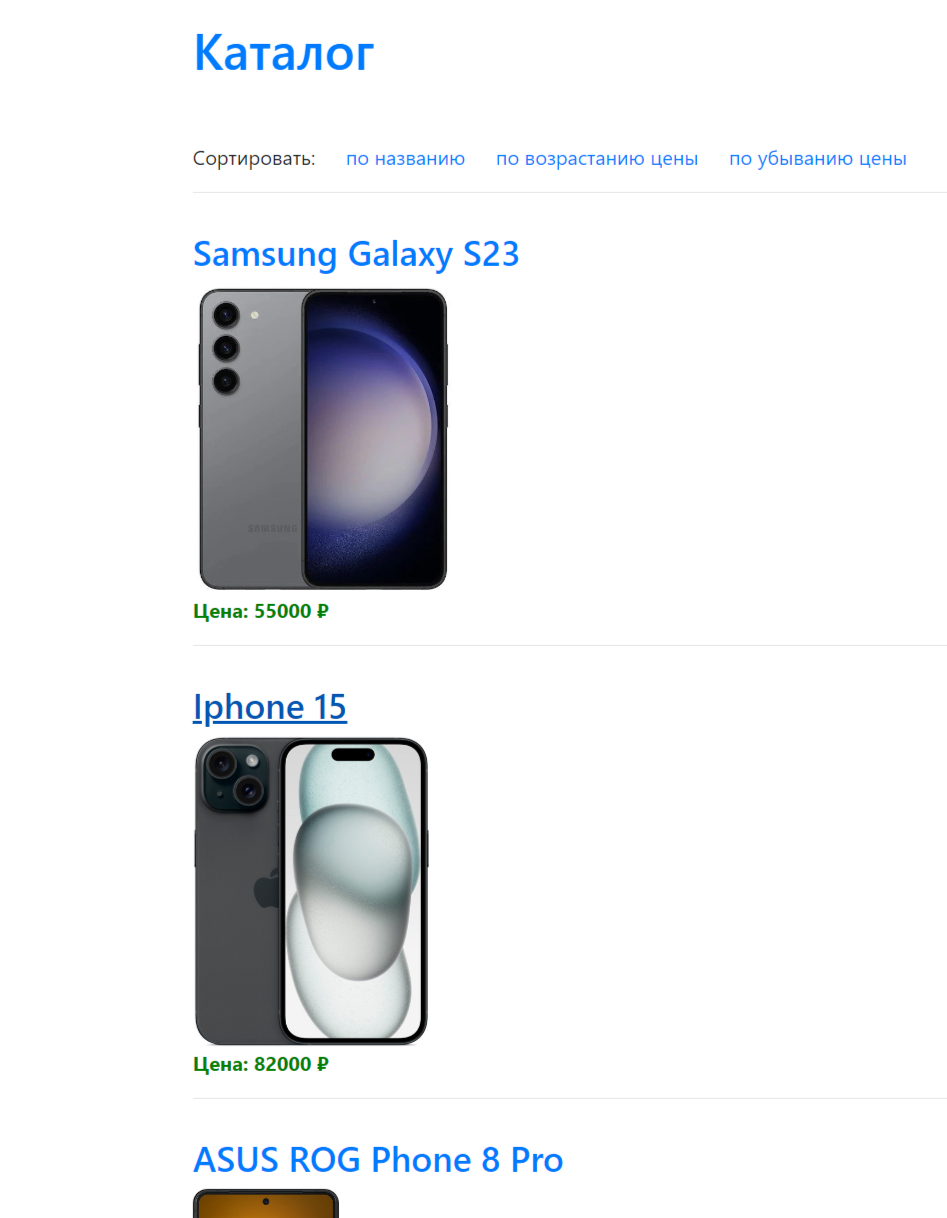 Каталог
Сортировать: по названию по возрастанию цены по убыванию цены
Samsung Galaxy S23
SAMSUNG
Цена: 55000 ₽
Iphone 15
Цена: 82000 ₽
ASUS ROG Phone 8 Pro